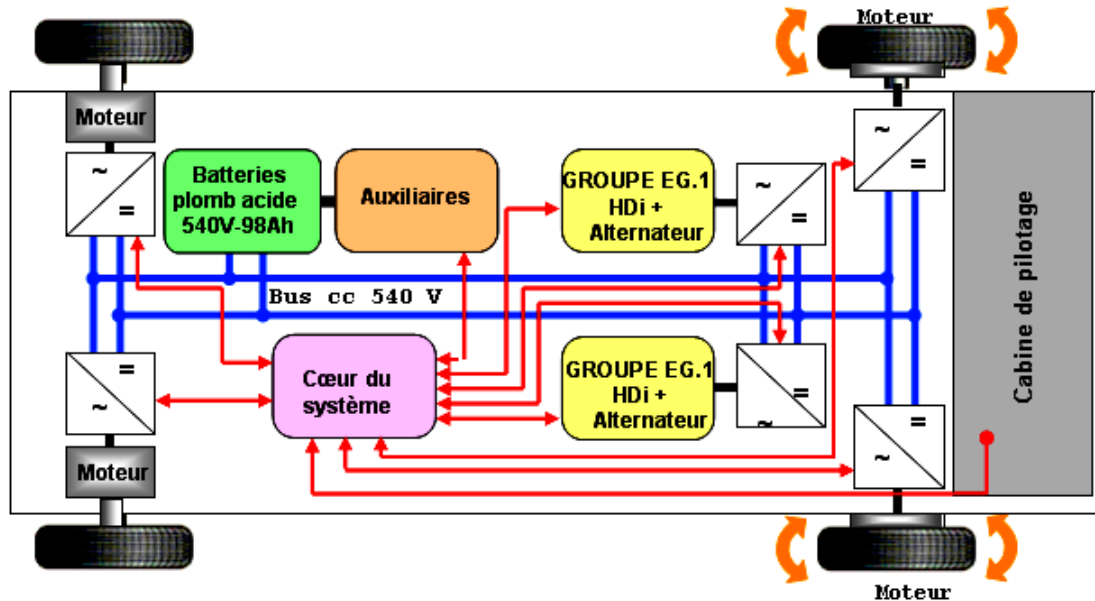 Moteur
Moteur
~
=
Batteries
plomb acide
540V-98Ah
Auxiliaires
GROUPE EG.1
HDi +
Alternateur
~
=
~
=
Bus cc 540 V
Cabine de pilotage
=
~
Cœur du
système
GROUPE EG.1
HDi +
Alternateur
=
~
=
~
Moteur
Moteur